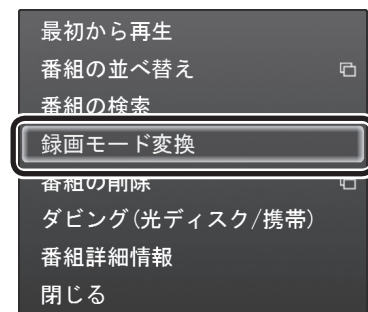 最初から再生
番組の並べ替え
番組の検索
録画モード変換
番組の削除
ダビング(光ディスク/携帯)
番組詳細情報
閉じる